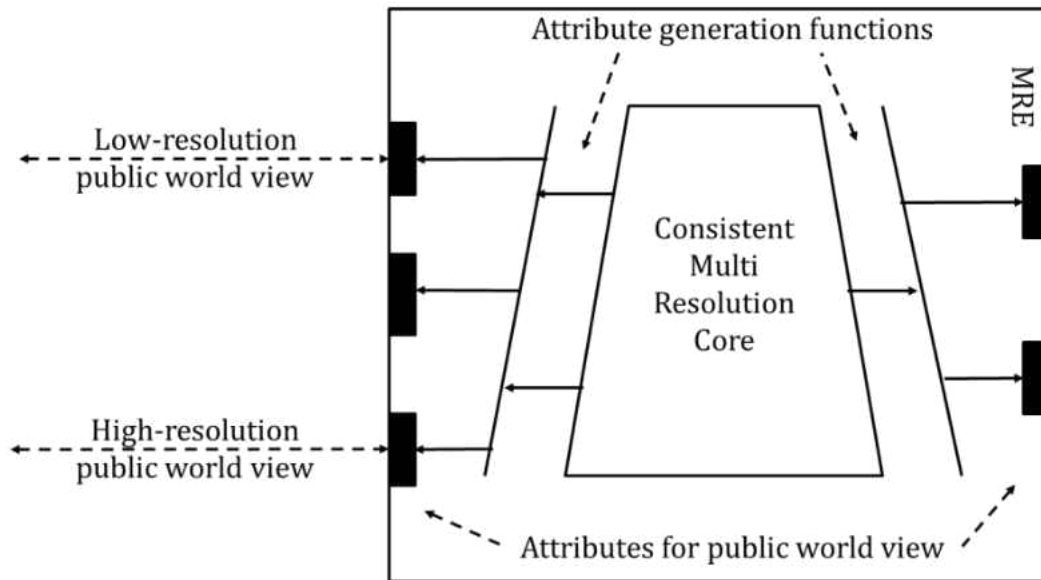 Attribute generation functions
MRE
Low-resolution
public world view
Consistent
Multi
Resolution
Core
High-resolution
public world view
Attributes for public world view